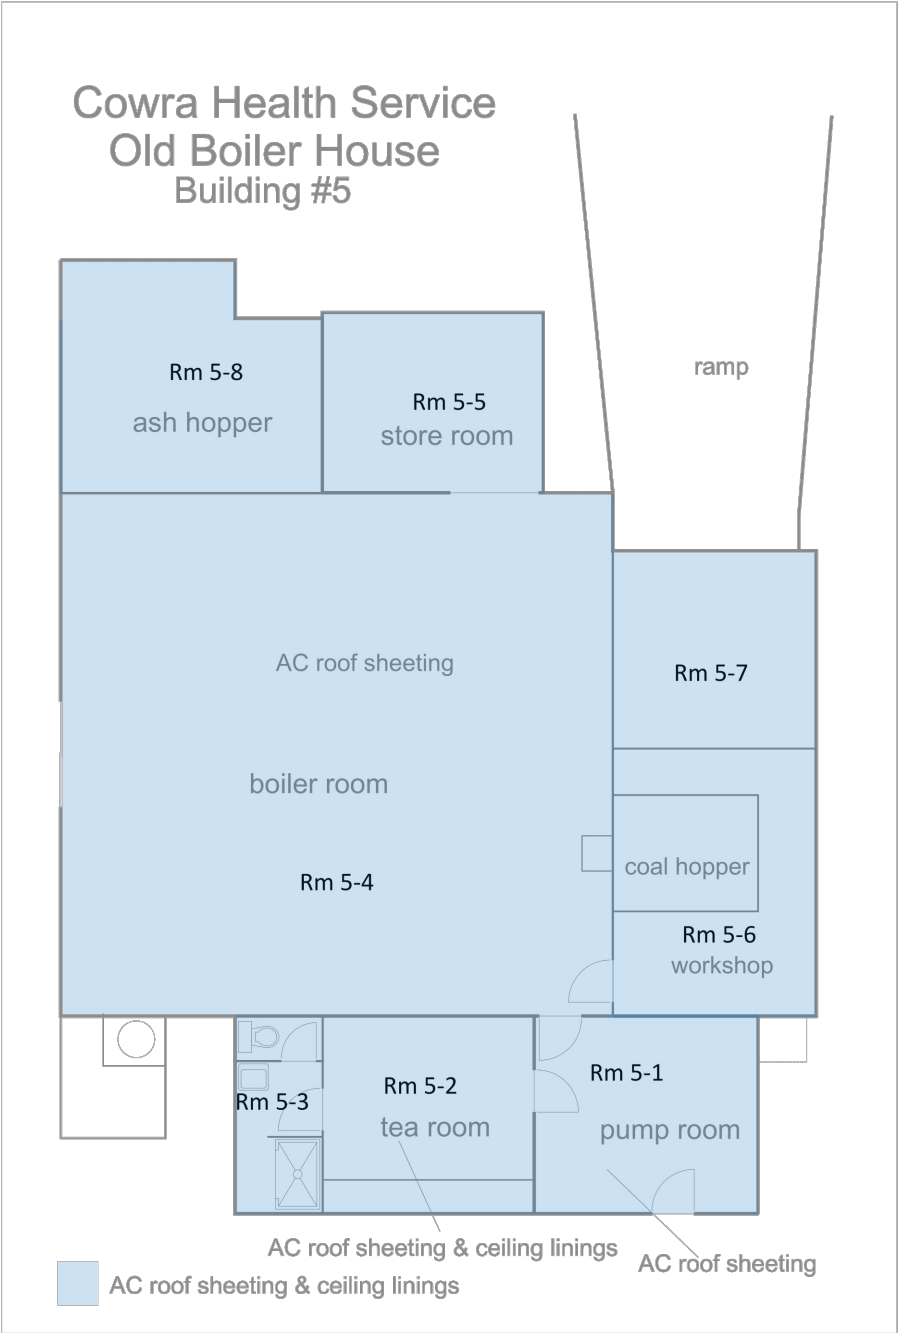 Cowra Health Service
Old Boiler House
Building #5
ramp
Rm 5-8
ash hopper
Rm 5-5
store room
AC roof sheeting
Rm 5-7
boiler room
coal hopper
Rm 5-4
Rm 5-6
workshop
Rm 5-1
Rm 5-2
Rm 5-3
tea room
pump room
AC roof sheeting & ceiling linings
AC roof sheeting
AC roof sheeting & ceiling linings